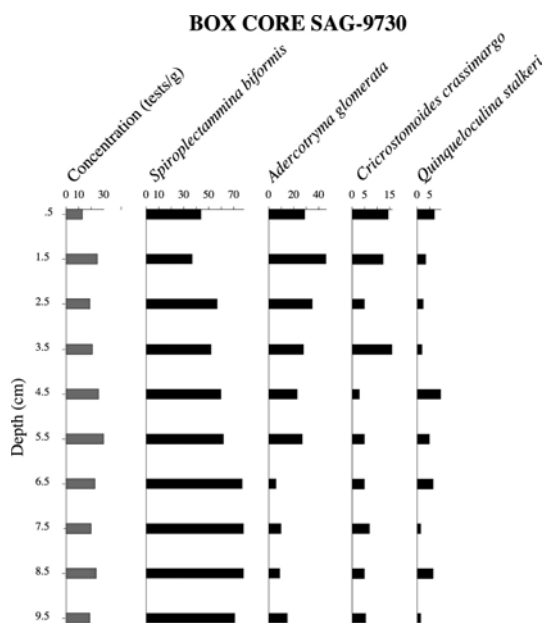 BOX CORE SAG-9730
Concentration (tests/g)
Spiroplectammina biformis
Adercotryma glomerata
Cricrostomoides crassimargo
Quinqueloculina stalkeri
0 10 30
0 10 30 50 70
0 20 40
0 5 15
0 5
.5
1.5
2.5
3.5
4.5
5.5
6.5
7.5
8.5
9.5
Depth (cm)